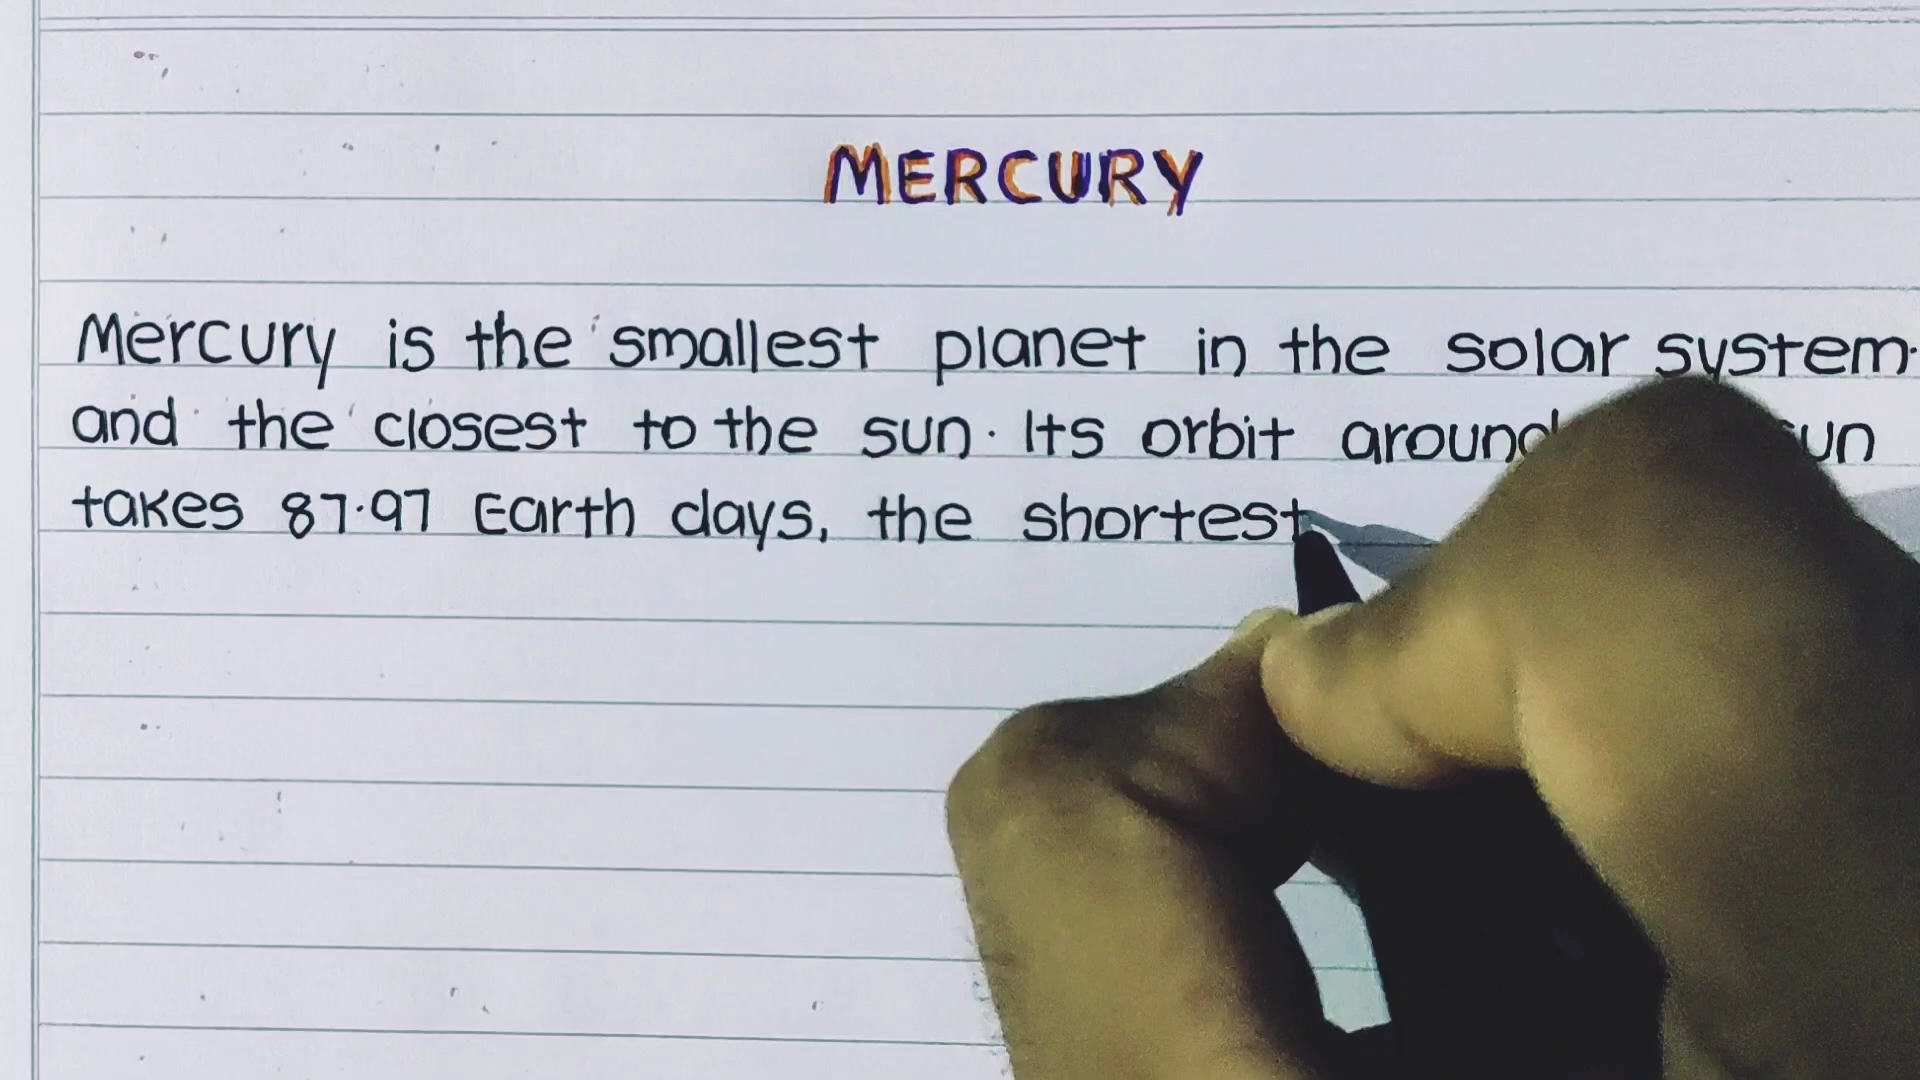 MERCURY
Mercury is the smallest planet in the solar system.
and the closest to the sun. Its orbit around
takes 87.97 Earth days, the shortest